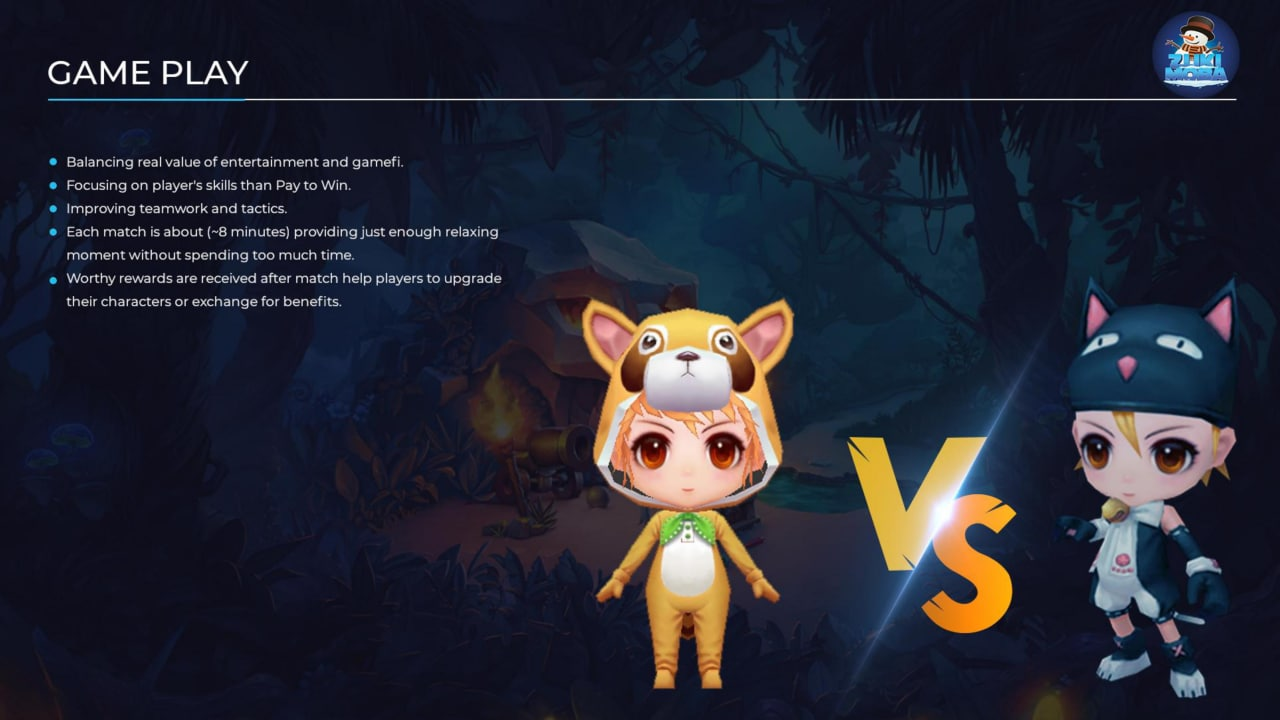 GAME PLAY
ZUKI
MOBA
Balancing real value of entertainment and gamefi.
Focusing on player's skills than Pay to Win.
Improving teamwork and tactics.
Each match is about (~8 minutes) providing just enough relaxing
moment without spending too much time.
Worthy rewards are received after match help players to upgrade
their characters or exchange for benefits.
VS